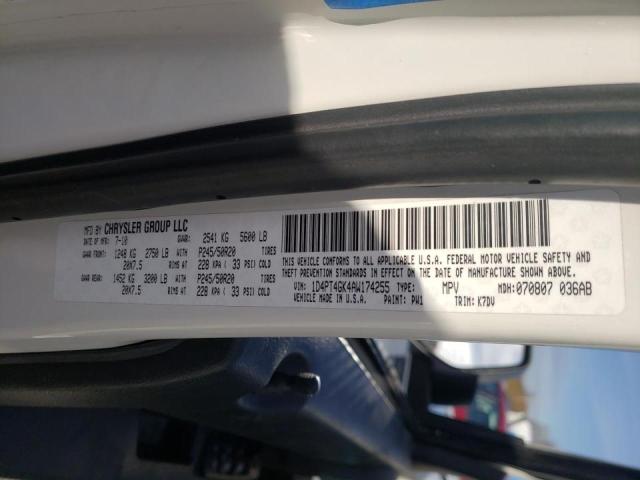 MFD BY CHRYSLER GROUP LLC
DATE OF MFR: 7-10 GVWR: 2541 KG 5600 LB
GAWR FRONT: 1248 KG 2750 LB WITH P245/50R20 TIRES
20X7.5 RIMS AT 228 KPA ( 33 PSI) COLD
GAWR REAR: 1452 KG 3200 LB WITH P245/50R20 TIRES
20X7.5 RIMS AT 228 KPA ( 33 PSI) COLD
THIS VEHICLE CONFORMS TO ALL APPLICABLE U.S.A. FEDERAL MOTOR VEHICLE SAFETY AND
THEFT PREVENTION STANDARDS IN EFFECT ON THE DATE OF MANUFACTURE SHOWN ABOVE.
VIN: 1D4PT4GK4AW174255 TYPE: MPV MDH: 070807 036AB
VEHICLE MADE IN U.S.A. PAINT: PW1 TRIM: K7DV